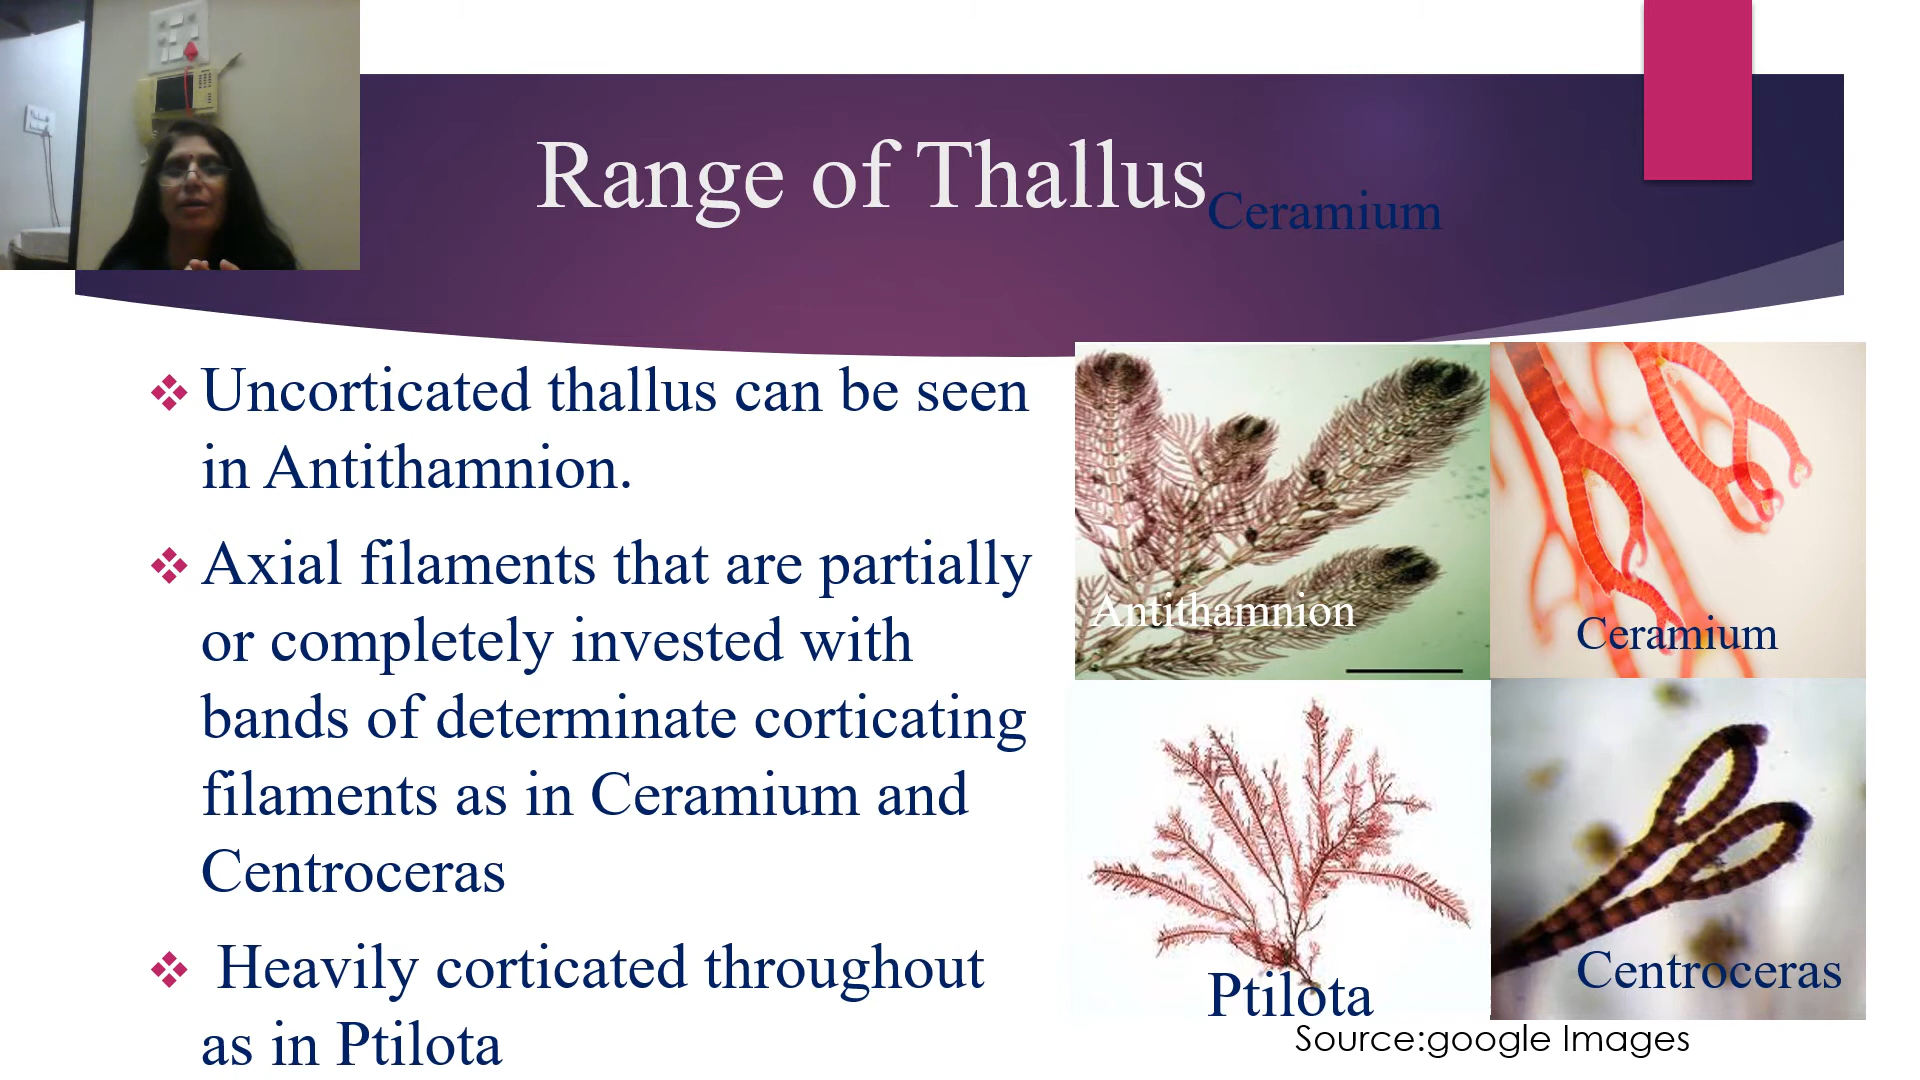 Range of Thallus
Ceramium
❖ Uncorticated thallus can be seen
in Antithamnion.
❖ Axial filaments that are partially
or completely invested with
bands of determinate corticating
filaments as in Ceramium and
Centroceras
❖ Heavily corticated throughout
as in Ptilota
Antithamnion
Ceramium
Ptilota
Centroceras
Source:google Images